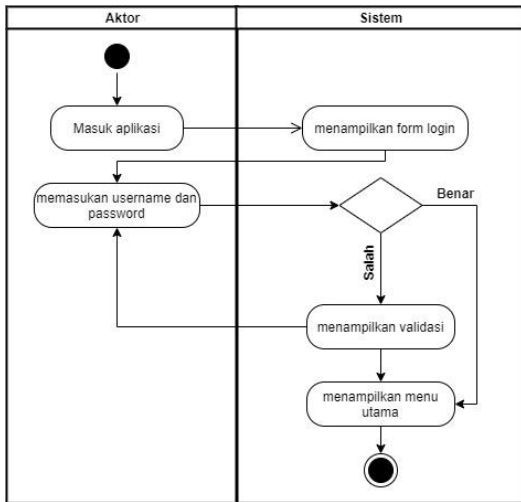 Aktor
Sistem
Masuk aplikasi
menampilkan form login
memasukan username dan
password
Benar
Salah
menampilkan validasi
menampilkan menu
utama